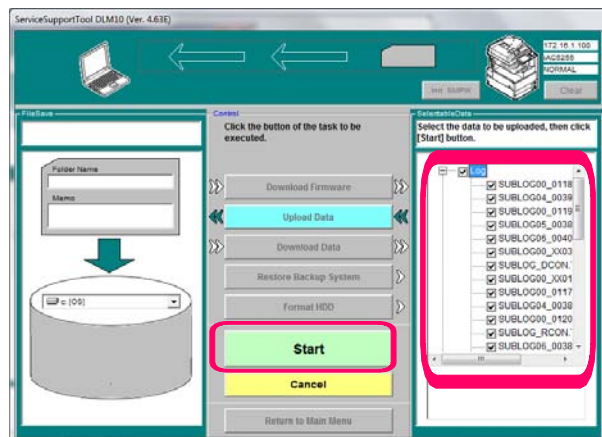 ServiceSupportTool DLM10 (Ver. 4.63E)
172.16.1.100
iAC5255
NORMAL
Init SMPW
Clear
FileSave
Folder Name
Memo
c: [OS]
Control
Click the button of the task to be
executed.
Download Firmware
Upload Data
Download Data
Restore Backup System
Format HDD
Start
Cancel
Return to Main Menu
SelectableData
Select the data to be uploaded, then click
[Start] button.
Log
SUBLOG00_0118
SUBLOG04_0039
SUBLOG00_0119
SUBLOG05_0038
SUBLOG06_0040
SUBLOG00_XX03
SUBLOG_DCON.
SUBLOG00_XX01
SUBLOG00_0117
SUBLOG04_0038
SUBLOG00_0120
SUBLOG_RCON.
SUBLOG06_0038